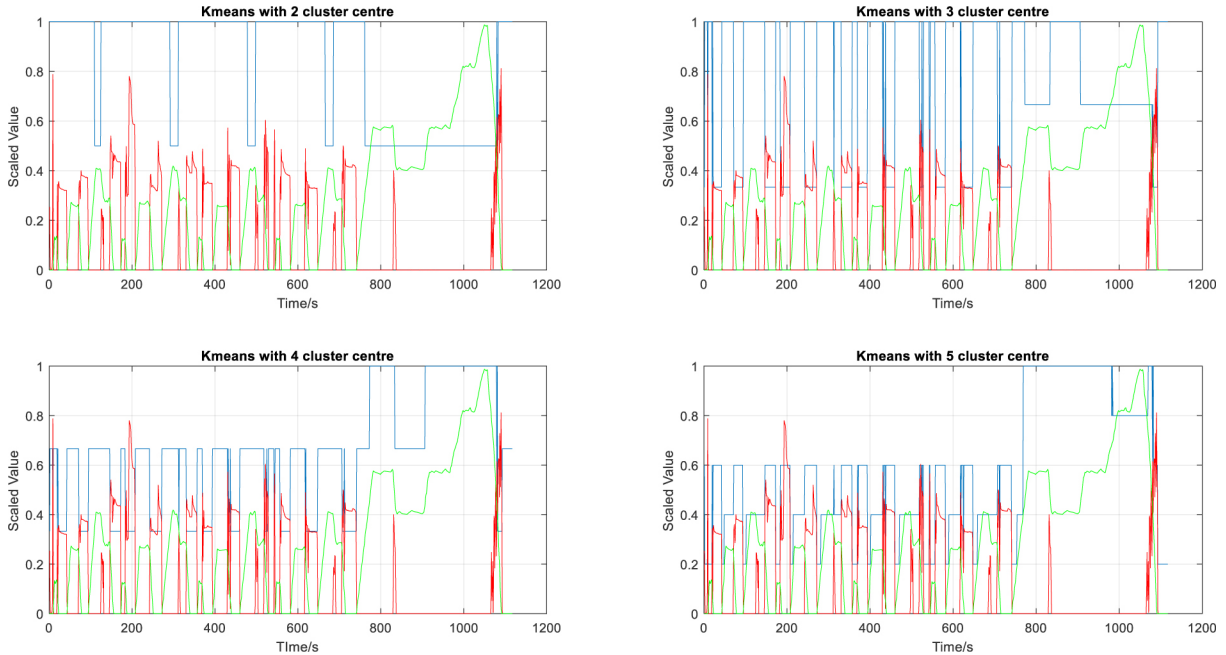 Kmeans with 2 cluster centre
1
0.8
0.6
0.4
0.2
0
Scaled Value
0 200 400 600 800 1000 1200
Time/s
Kmeans with 3 cluster centre
1
0.8
0.6
0.4
0.2
0
Scaled Value
0 200 400 600 800 1000 1200
Time/s
Kmeans with 4 cluster centre
1
0.8
0.6
0.4
0.2
0
Scaled Value
0 200 400 600 800 1000 1200
TIme/s
Kmeans with 5 cluster centre
1
0.8
0.6
0.4
0.2
0
Scaled Value
0 200 400 600 800 1000 1200
Time/s